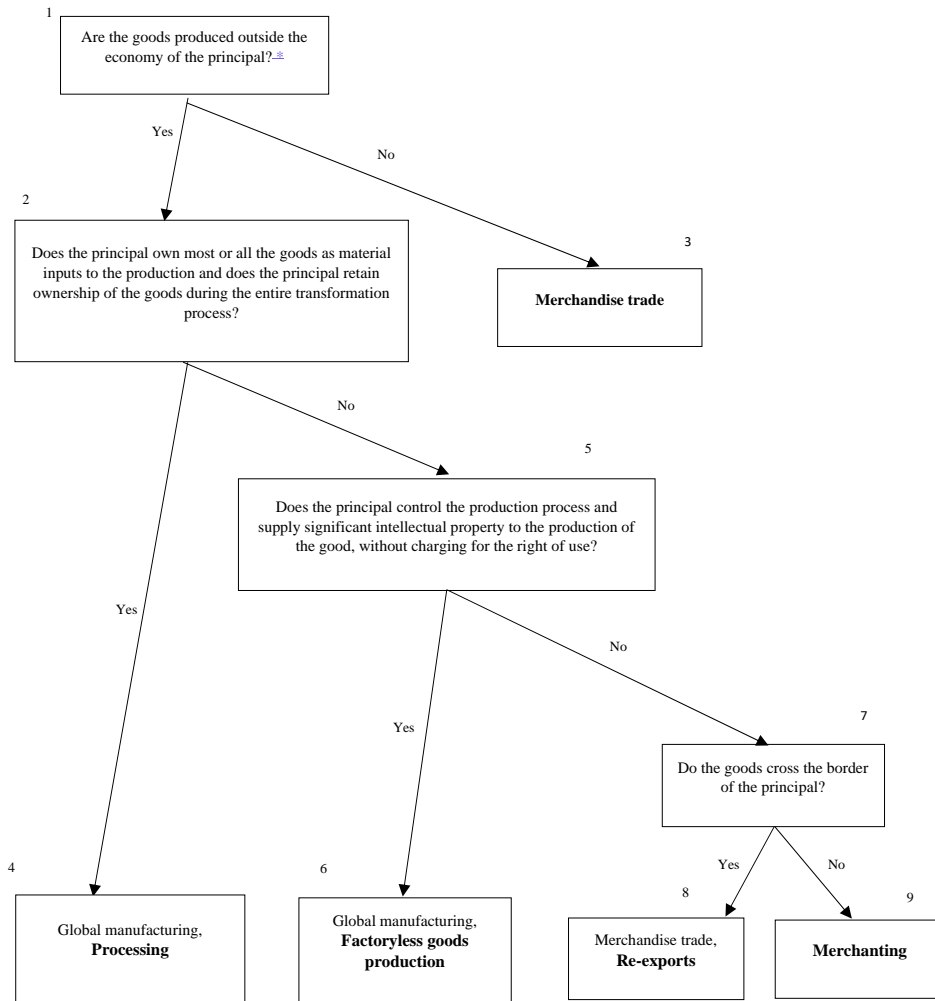 1
Are the goods produced outside the
economy of the principal? *
Yes
No
2
Does the principal own most or all the goods as material
inputs to the production and does the principal retain
ownership of the goods during the entire transformation
process?
3
Merchandise trade
No
5
Does the principal control the production process and
supply significant intellectual property to the production of
the good, without charging for the right of use?
Yes
No
Yes
7
Do the goods cross the border
of the principal?
Yes
No
4
Global manufacturing,
Processing
6
Global manufacturing,
Factoryless goods
production
8
Merchandise trade,
Re-exports
9
Merchanting